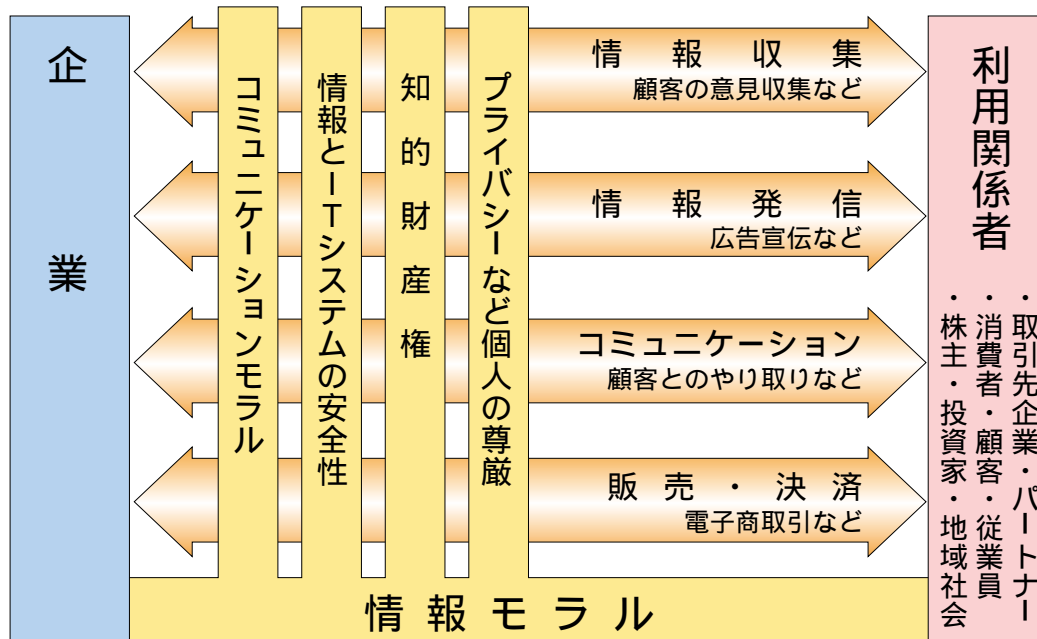 企業
コミュニケーションモラル
情報とITシステムの安全性
知的財産権
プライバシーなど個人の尊厳
情報収集
顧客の意見収集など
情報発信
広告宣伝など
コミュニケーション
顧客とのやり取りなど
販売・決済
電子商取引など
情報モラル
利用関係者
・取引先企業・パートナー
・消費者・顧客・従業員
・株主・投資家・地域社会